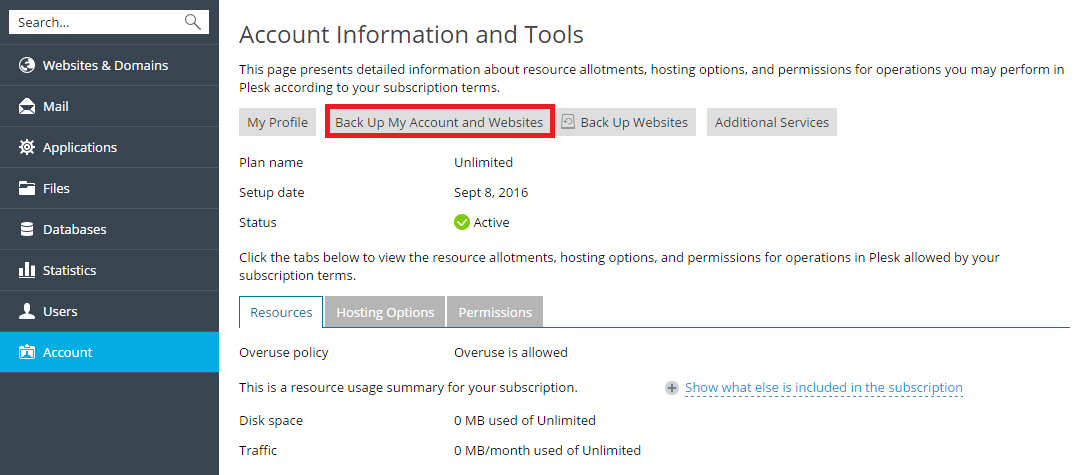 Search...
Websites & Domains
Mail
Applications
Files
Databases
Statistics
Users
Account
Account Information and Tools
This page presents detailed information about resource allotments, hosting options, and permissions for operations you may perform in
Plesk according to your subscription terms.
My Profile Back Up My Account and Websites Back Up Websites Additional Services
Plan name Unlimited
Setup date Sept 8, 2016
Status Active
Click the tabs below to view the resource allotments, hosting options, and permissions for operations in Plesk allowed by your
subscription terms.
Resources Hosting Options Permissions
Overuse policy Overuse is allowed
This is a resource usage summary for your subscription. Show what else is included in the subscription
Disk space 0 MB used of Unlimited
Traffic 0 MB/month used of Unlimited